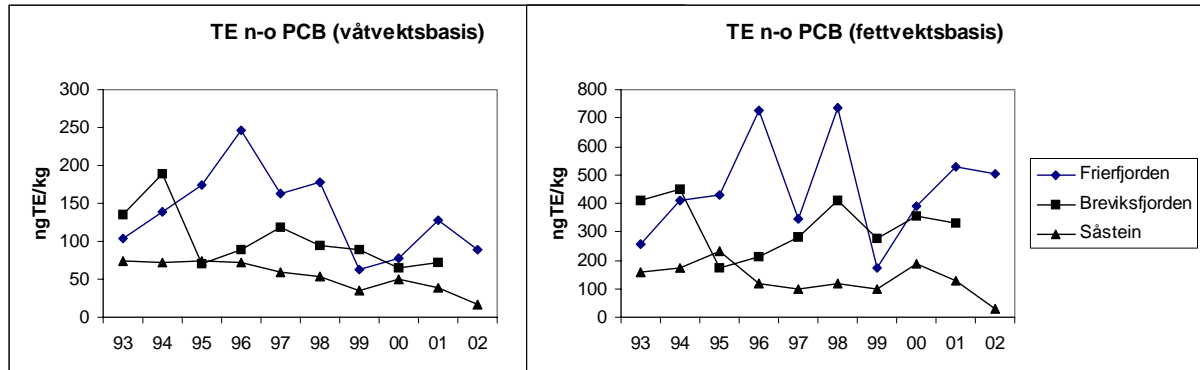 TE n-o PCB (våtvektsbasis)
300
250
200
150
100
50
0
ngTE/kg
93 94 95 96 97 98 99 00 01 02
TE n-o PCB (fettvektsbasis)
800
700
600
500
400
300
200
100
0
ngTE/kg
93 94 95 96 97 98 99 00 01 02
Frierfjorden
Breviksfjorden
Såstein